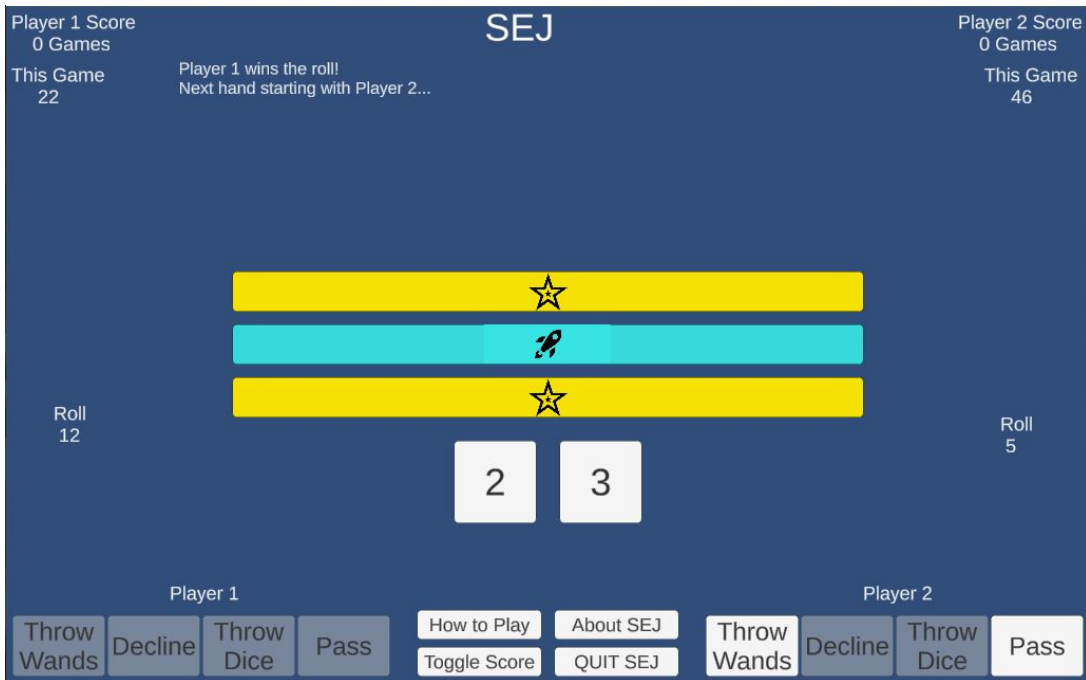 SEJ
Player 1 Score
0 Games
This Game
22
Player 1 wins the roll!
Next hand starting with Player 2...
Player 2 Score
0 Games
This Game
46
Roll
12
2
3
Roll
5
Player 1
Throw
Wands
Decline
Throw
Dice
Pass
How to Play
About SEJ
Toggle Score
QUIT SEJ
Player 2
Throw
Wands
Decline
Throw
Dice
Pass